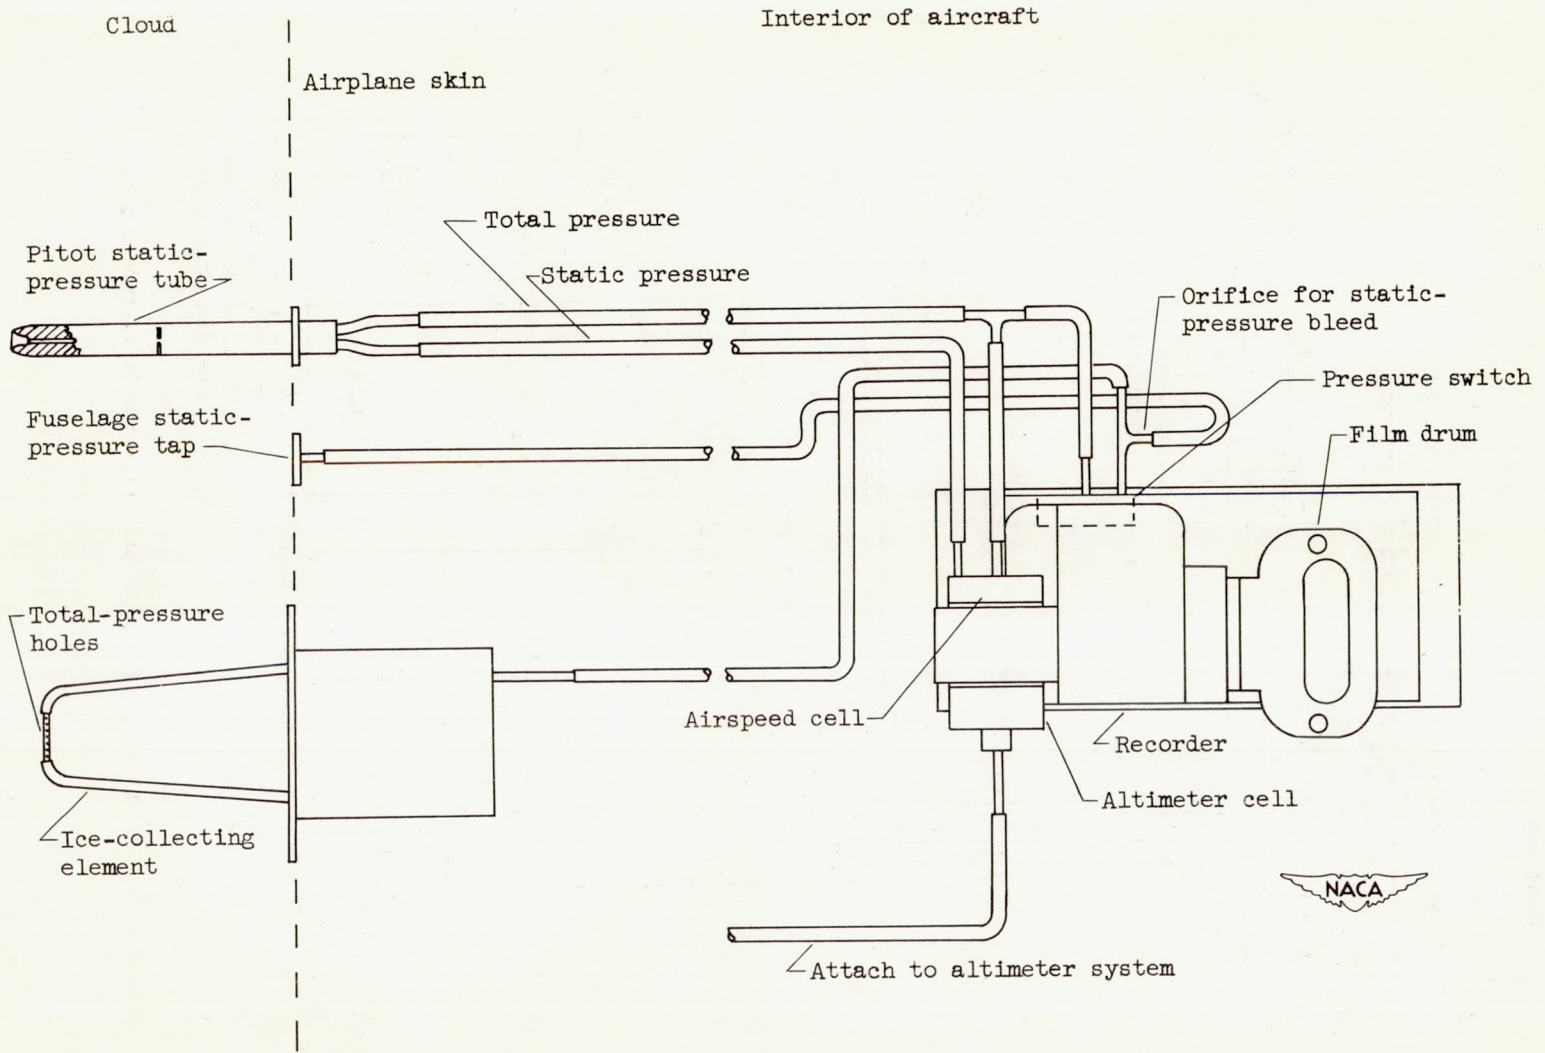 Cloud
Interior of aircraft
Airplane skin
Total pressure
Pitot static-
pressure tube
Static pressure
Orifice for static-
pressure bleed
Pressure switch
Fuselage static-
pressure tap
Film drum
Total-pressure
holes
Airspeed cell
Recorder
Altimeter cell
Ice-collecting
element
NACA
Attach to altimeter system